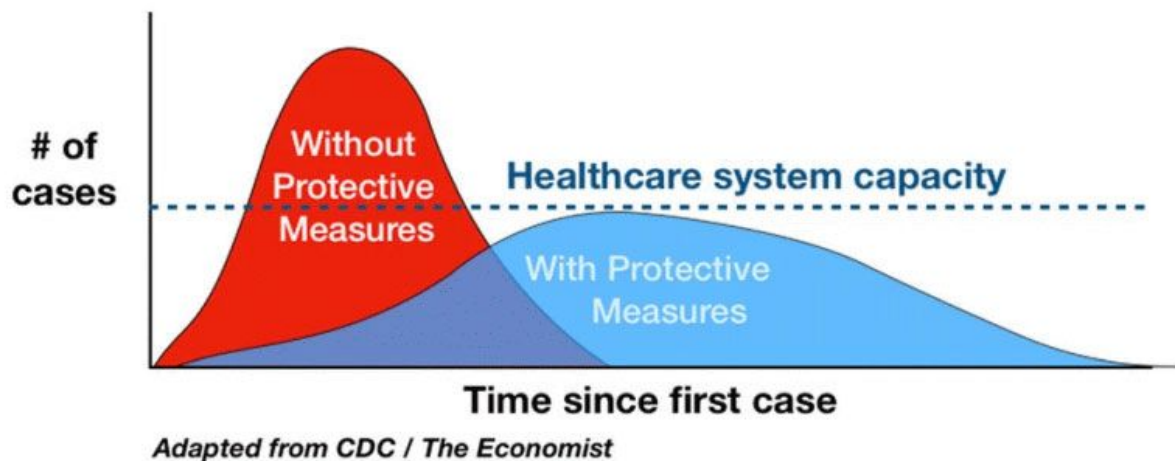 Without
Protective
Measures
# of
cases
Healthcare system capacity
With Protective
Measures
Time since first case
Adapted from CDC / The Economist